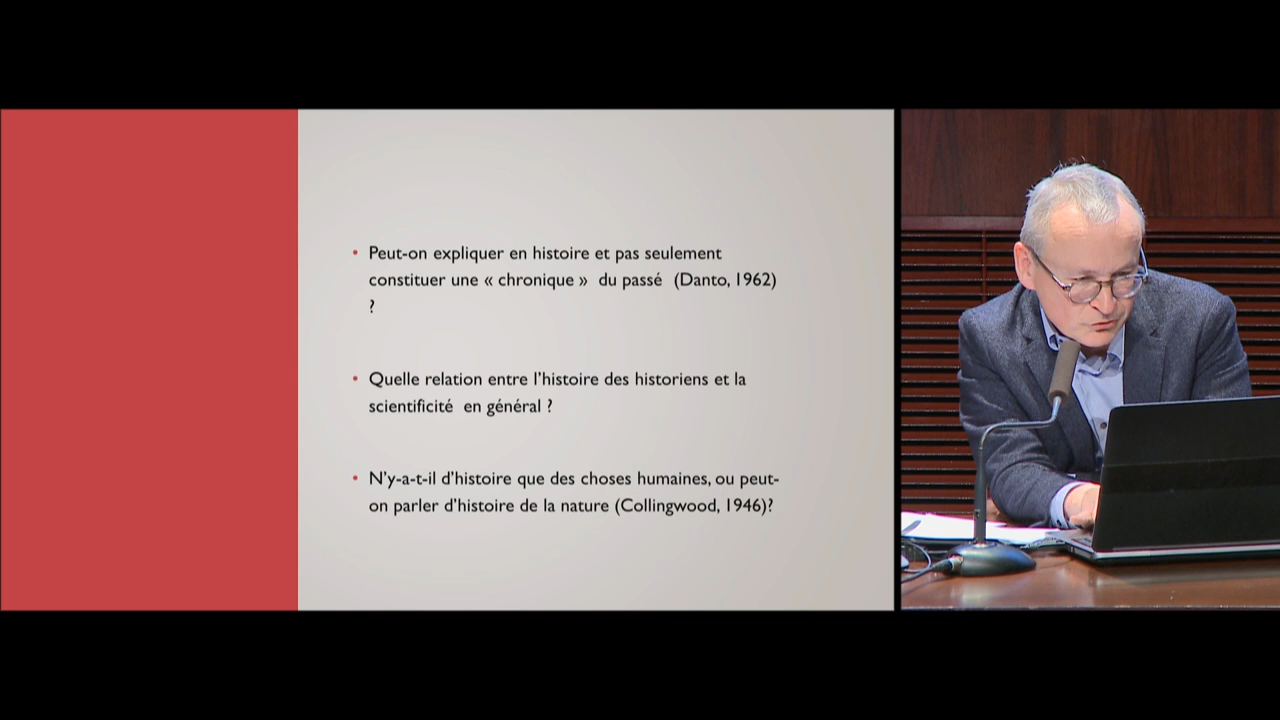 • Peut-on expliquer en histoire et pas seulement
constituer une « chronique » du passé (Danto, 1962)
?
• Quelle relation entre l'histoire des historiens et la
scientificité en général ?
• N'y-a-t-il d'histoire que des choses humaines, ou peut-
on parler d'histoire de la nature (Collingwood, 1946)?